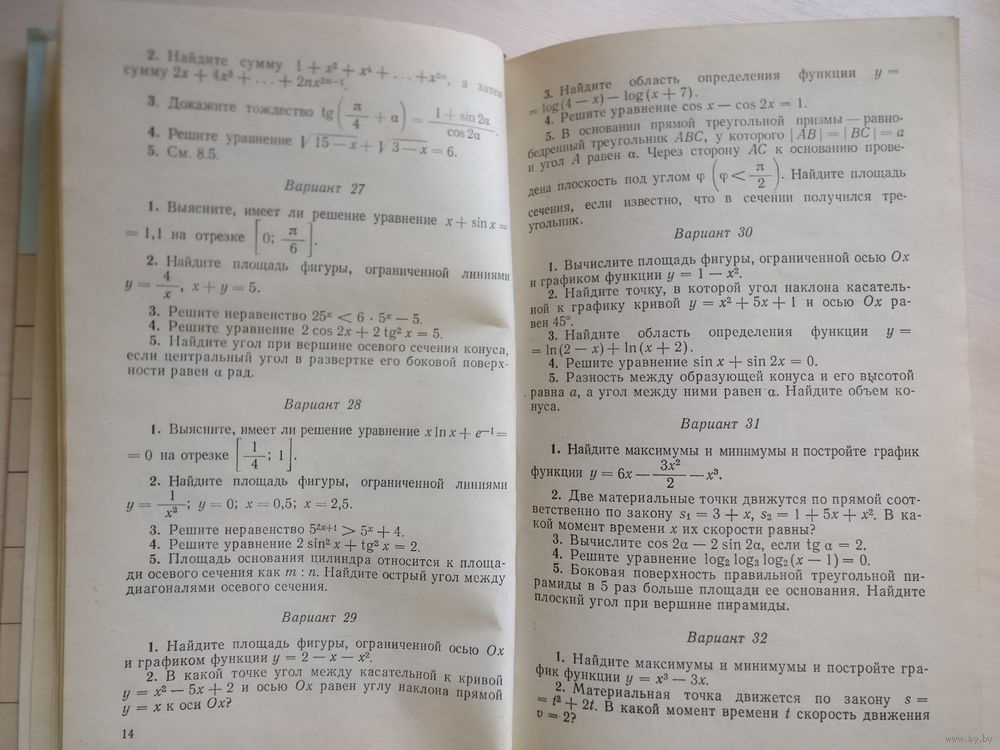 2. Найдите сумму 1 + x² + x⁴ + ... + x²ⁿ, а затем
сумму 2x + 4x³ + ... + 2nx²ⁿ⁻¹.
3. Докажите тождество tg(π/4 + α) = (1 + sin 2α)/cos 2α.
4. Решите уравнение √(15 — x) + √(3 — x) = 6.
5. См. 8.5.
Вариант 27
1. Выясните, имеет ли решение уравнение x + sin x =
= 1,1 на отрезке [0; π/6].
2. Найдите площадь фигуры, ограниченной линиями
y = 4/x, x + y = 5.
3. Решите неравенство 25ˣ < 6 · 5ˣ — 5.
4. Решите уравнение 2 cos 2x + 2 tg² x = 5.
5. Найдите угол при вершине осевого сечения конуса,
если центральный угол в развертке его боковой поверх-
ности равен α рад.
Вариант 28
1. Выясните, имеет ли решение уравнение x ln x + e⁻¹ =
= 0 на отрезке [1/4; 1].
2. Найдите площадь фигуры, ограниченной линиями
y = 1/x²; y = 0; x = 0,5; x = 2,5.
3. Решите неравенство 5²ˣ⁺¹ > 5ˣ + 4.
4. Решите уравнение 2 sin² x + tg² x = 2.
5. Площадь основания цилиндра относится к площа-
ди осевого сечения как m : n. Найдите острый угол между
диагоналями осевого сечения.
Вариант 29
1. Найдите площадь фигуры, ограниченной осью Ox
и графиком функции y = 2 — x — x².
2. В какой точке угол между касательной к кривой
y = x² — 5x + 2 и осью Ox равен углу наклона прямой
y = x к оси Ox?
14
3. Найдите область определения функции y =
= log (4 — x) — log (x + 7).
4. Решите уравнение cos x — cos 2x = 1.
5. В основании прямой треугольной призмы — равно-
бедренный треугольник ABC, у которого |AB| = |BC| = a
и угол A равен α. Через сторону AC к основанию прове-
дена плоскость под углом φ (φ < π/2). Найдите площадь
сечения, если известно, что в сечении получился тре-
угольник.
Вариант 30
1. Вычислите площадь фигуры, ограниченной осью Ox
и графиком функции y = 1 — x².
2. Найдите точку, в которой угол наклона касатель-
ной к графику кривой y = x² + 5x + 1 и осью Ox ра-
вен 45°.
3. Найдите область определения функции y =
= ln (2 — x) + ln (x + 2).
4. Решите уравнение sin x + sin 2x = 0.
5. Разность между образующей конуса и его высотой
равна a, а угол между ними равен α. Найдите объем ко-
нуса.
Вариант 31
1. Найдите максимумы и минимумы и постройте график
функции y = 6x — 3x²/2 — x³.
2. Две материальные точки движутся по прямой соот-
ветственно по закону s₁ = 3 + x, s₂ = 1 + 5x + x². В ка-
кой момент времени x их скорости равны?
3. Вычислите cos 2α — 2 sin 2α, если tg α = 2.
4. Решите уравнение log₂ log₃ log₂ (x — 1) = 0.
5. Боковая поверхность правильной треугольной пи-
рамиды в 5 раз больше площади ее основания. Найдите
плоский угол при вершине пирамиды.
Вариант 32
1. Найдите максимумы и минимумы и постройте гра-
фик функции y = x³ — 3x.
2. Материальная точка движется по закону s =
= t² + 2t. В какой момент времени t скорость движения
v = 2?
www.ay.by